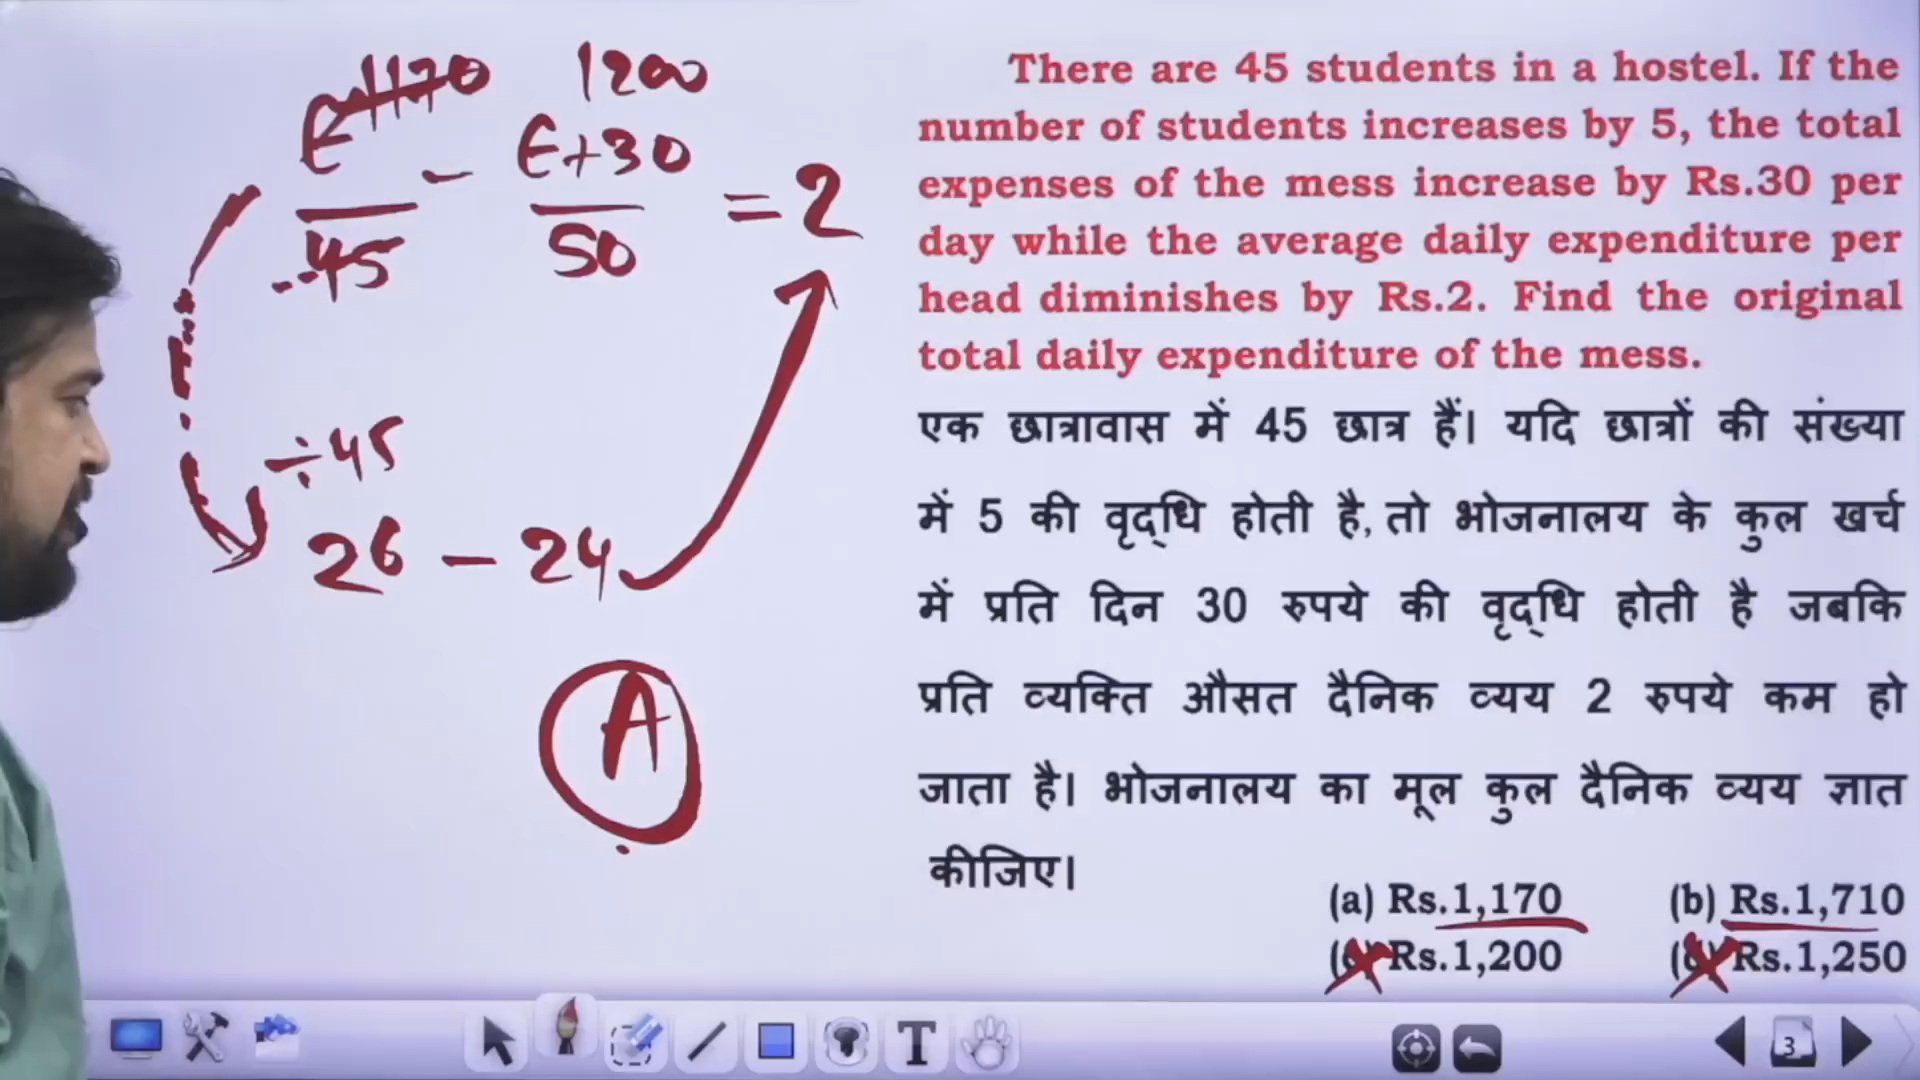 E 1170 1200
E+30
45 - 50 = 2
÷45
26 - 24
A
There are 45 students in a hostel. If the
number of students increases by 5, the total
expenses of the mess increase by Rs.30 per
day while the average daily expenditure per
head diminishes by Rs.2. Find the original
total daily expenditure of the mess.
एक छात्रावास में 45 छात्र हैं। यदि छात्रों की संख्या
में 5 की वृद्धि होती है, तो भोजनालय के कुल खर्च
में प्रति दिन 30 रुपये की वृद्धि होती है जबकि
प्रति व्यक्ति औसत दैनिक व्यय 2 रुपये कम हो
जाता है। भोजनालय का मूल कुल दैनिक व्यय ज्ञात
कीजिए।
(a) Rs.1,170 (b) Rs.1,710
(c) Rs.1,200 (d) Rs.1,250
T 3